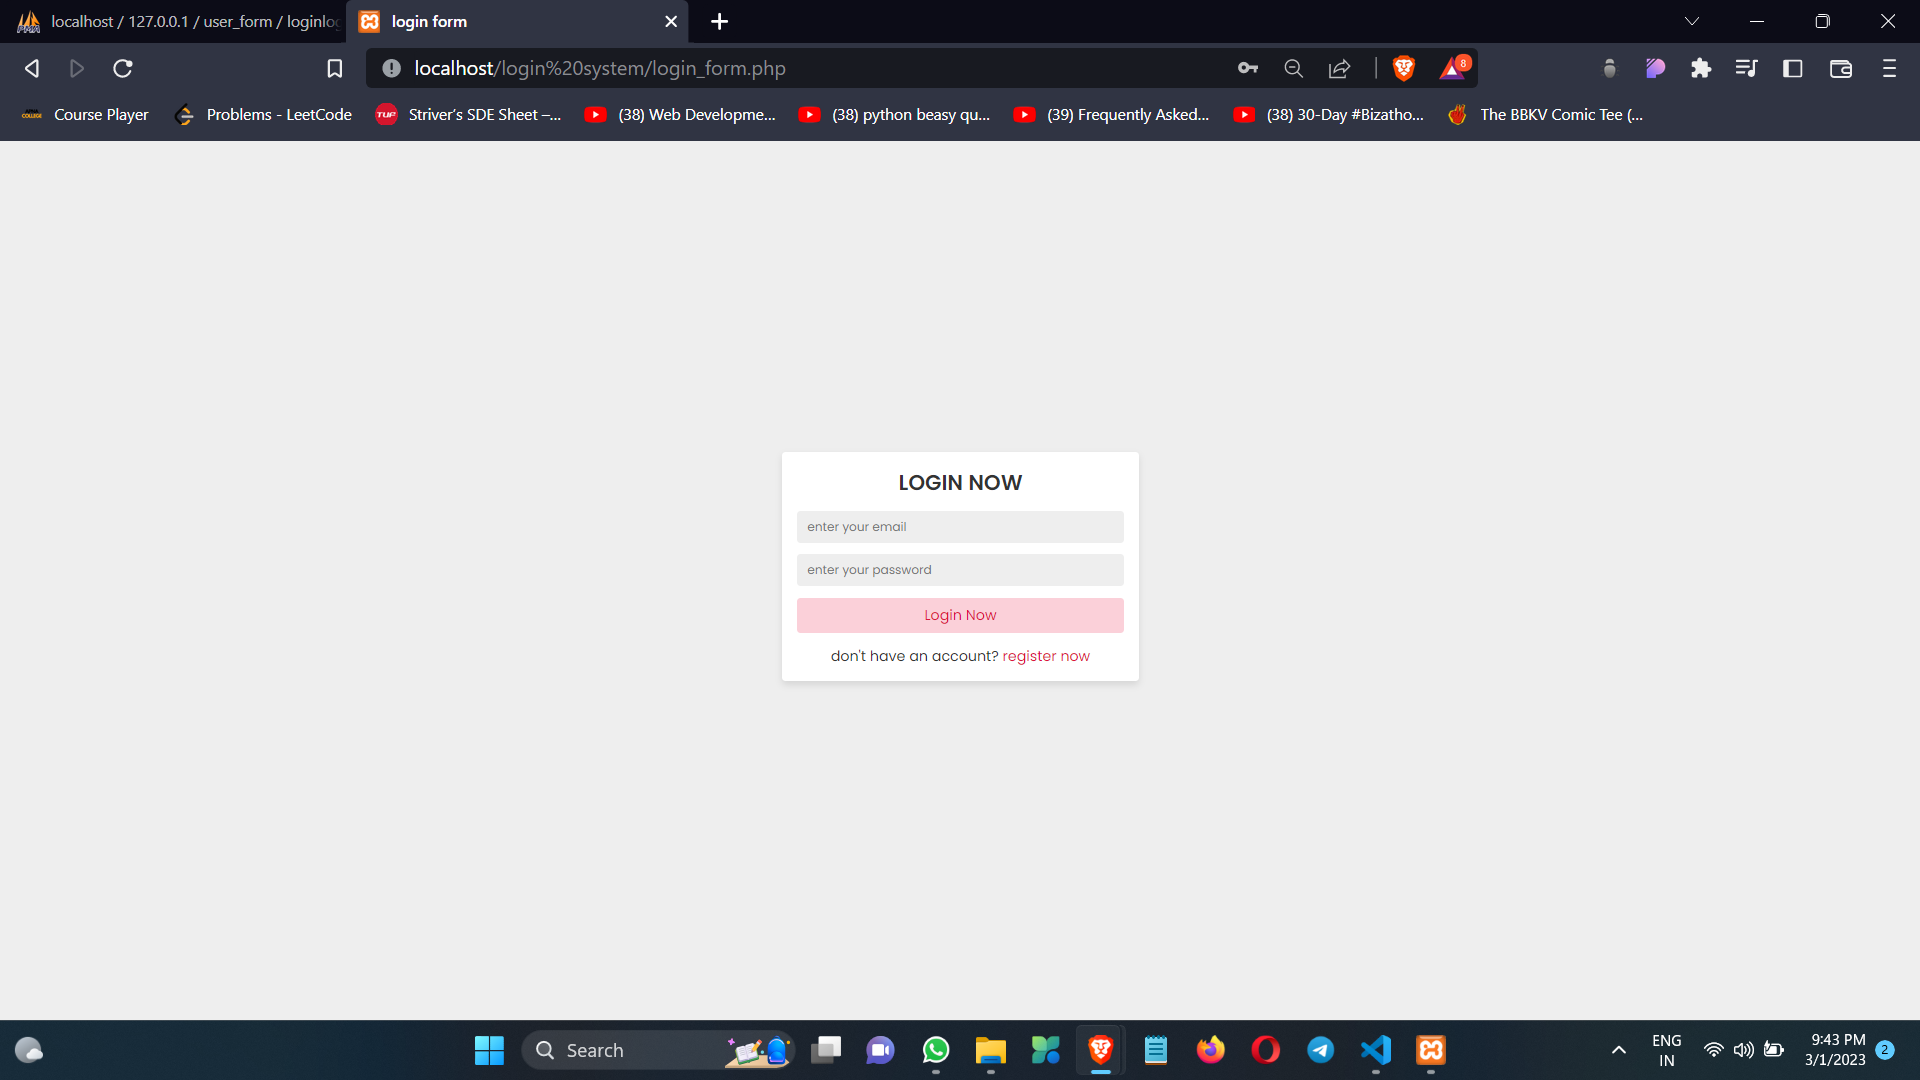 localhost / 127.0.0.1 / user_form / loginlo
login form
localhost/login%20system/login_form.php
8
Course Player
Problems - LeetCode
TUF
Striver's SDE Sheet –...
(38) Web Developme...
(38) python beasy qu...
(39) Frequently Asked...
(38) 30-Day #Bizatho...
The BBKV Comic Tee (...
LOGIN NOW
enter your email
enter your password
Login Now
don't have an account? register now
Search
ENG
IN
9:43 PM
3/1/2023
2